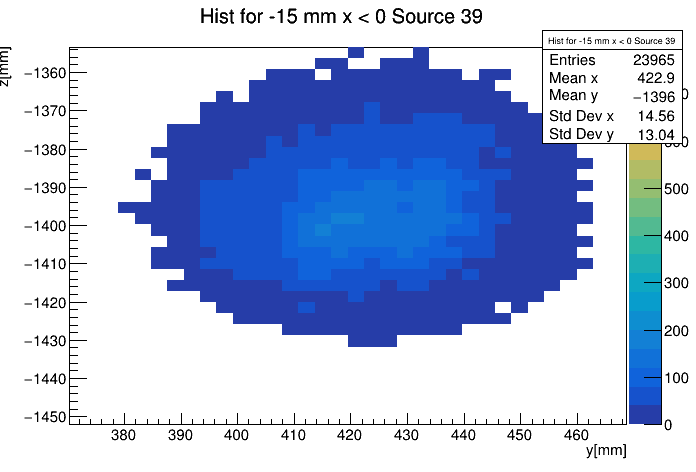 Hist for -15 mm x < 0 Source 39
Hist for -15 mm x < 0 Source 39
Entries 23965
Mean x 422.9
Mean y −1396
Std Dev x 14.56
Std Dev y 13.04
z[mm]
−1360
−1370
−1380
−1390
−1400
−1410
−1420
−1430
−1440
−1450
380 390 400 410 420 430 440 450 460
y[mm]
500
400
300
200
100
0